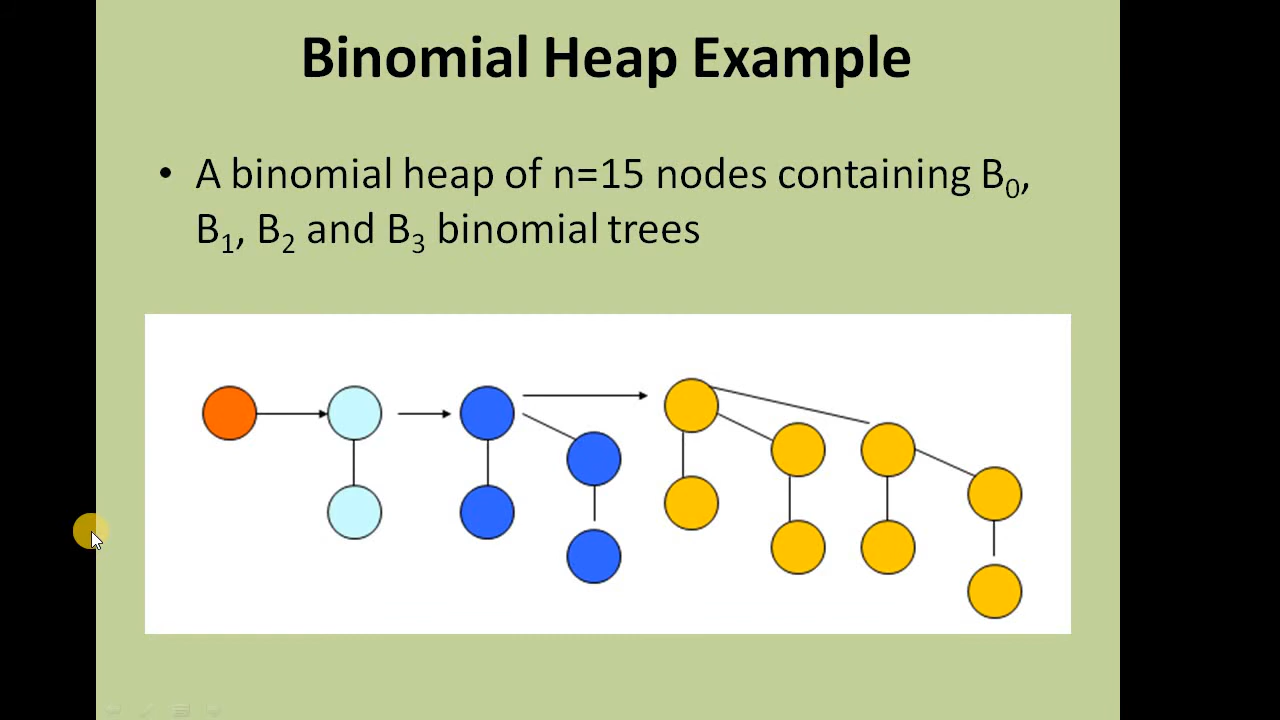 Binomial Heap Example
• A binomial heap of n=15 nodes containing B₀,
B₁, B₂ and B₃ binomial trees